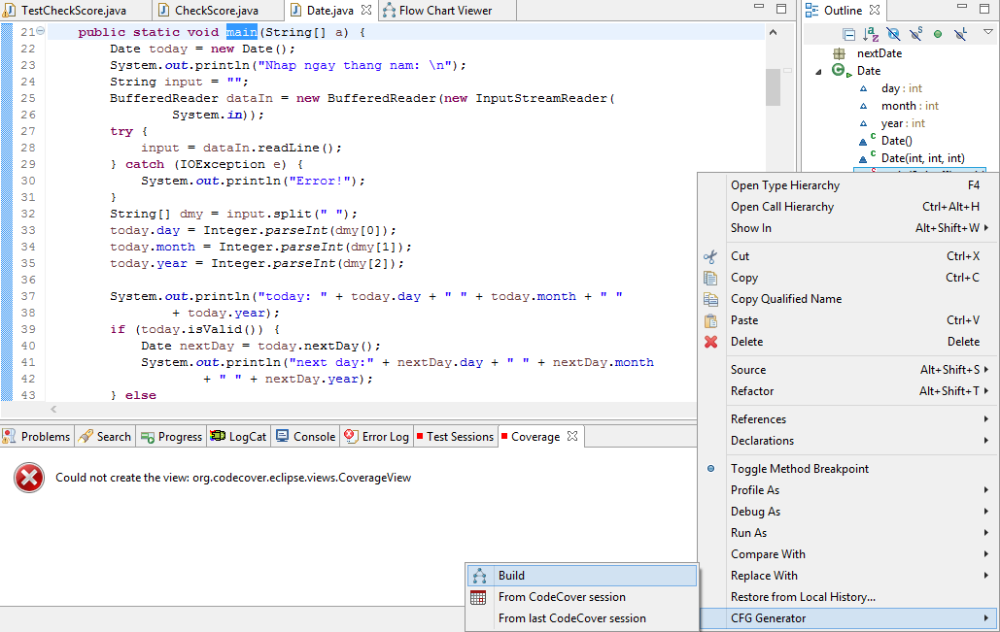 TestCheckScore.java
CheckScore.java
Date.java
Flow Chart Viewer
Outline
21 public static void main(String[] a) {
22 Date today = new Date();
23 System.out.println("Nhap ngay thang nam: \n");
24 String input = "";
25 BufferedReader dataIn = new BufferedReader(new InputStreamReader(
26 System.in));
27 try {
28 input = dataIn.readLine();
29 } catch (IOException e) {
30 System.out.println("Error!");
31 }
32 String[] dmy = input.split(" ");
33 today.day = Integer.parseInt(dmy[0]);
34 today.month = Integer.parseInt(dmy[1]);
35 today.year = Integer.parseInt(dmy[2]);
36
37 System.out.println("today: " + today.day + " " + today.month + " "
38 + today.year);
39 if (today.isValid()) {
40 Date nextDay = today.nextDay();
41 System.out.println("next day:" + nextDay.day + " " + nextDay.month
42 + " " + nextDay.year);
43 } else
nextDate
Date
day : int
month : int
year : int
Date()
Date(int, int, int)
Open Type Hierarchy F4
Open Call Hierarchy Ctrl+Alt+H
Show In Alt+Shift+W
Cut Ctrl+X
Copy Ctrl+C
Copy Qualified Name
Paste Ctrl+V
Delete Delete
Source Alt+Shift+S
Refactor Alt+Shift+T
References
Declarations
Toggle Method Breakpoint
Profile As
Debug As
Run As
Compare With
Replace With
Restore from Local History...
CFG Generator
Problems
Search
Progress
LogCat
Console
Error Log
Test Sessions
Coverage
Could not create the view: org.codecover.eclipse.views.CoverageView
Build
From CodeCover session
From last CodeCover session